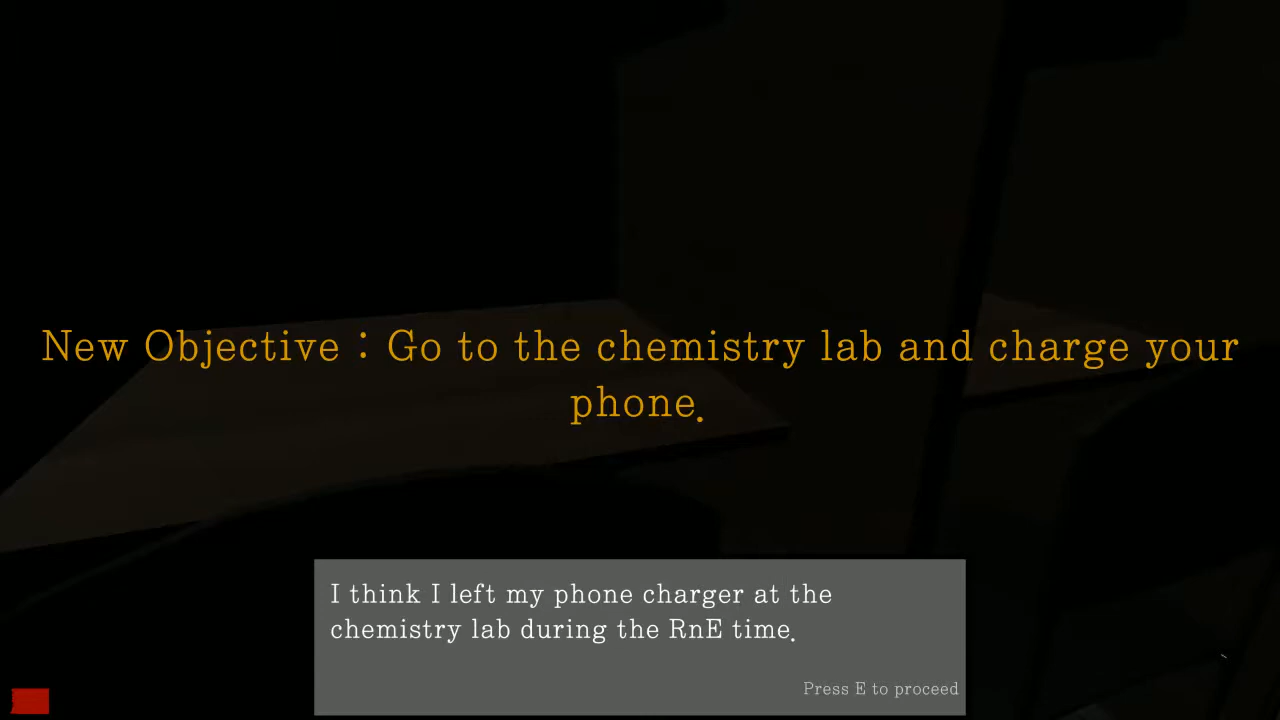 New Objective : Go to the chemistry lab and charge your
phone.
I think I left my phone charger at the
chemistry lab during the RnE time.
Press E to proceed